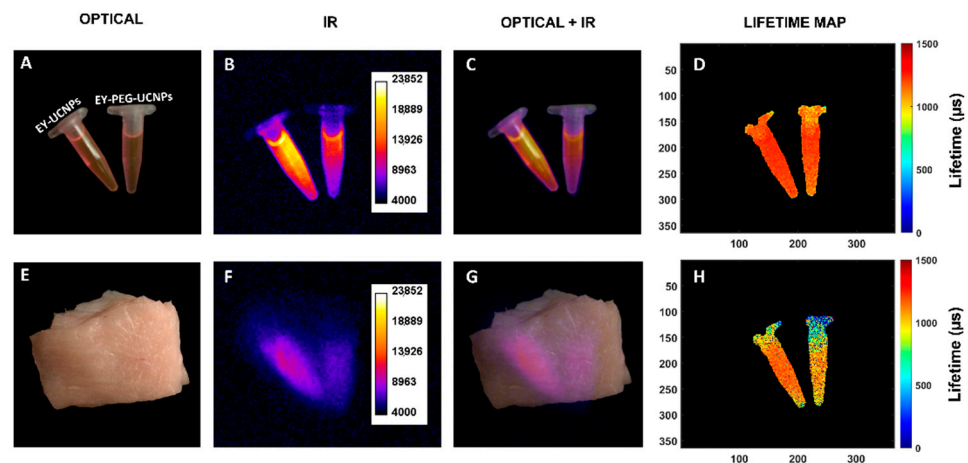 OPTICAL
IR
OPTICAL + IR
LIFETIME MAP
A
EY-UCNPs
EY-PEG-UCNPs
B
23852
18889
13926
8963
4000
C
D
50
100
150
200
250
300
350
100
200
300
1500
1000
500
0
Lifetime (µs)
E
F
23852
18889
13926
8963
4000
G
H
50
100
150
200
250
300
350
100
200
300
1500
1000
500
0
Lifetime (µs)